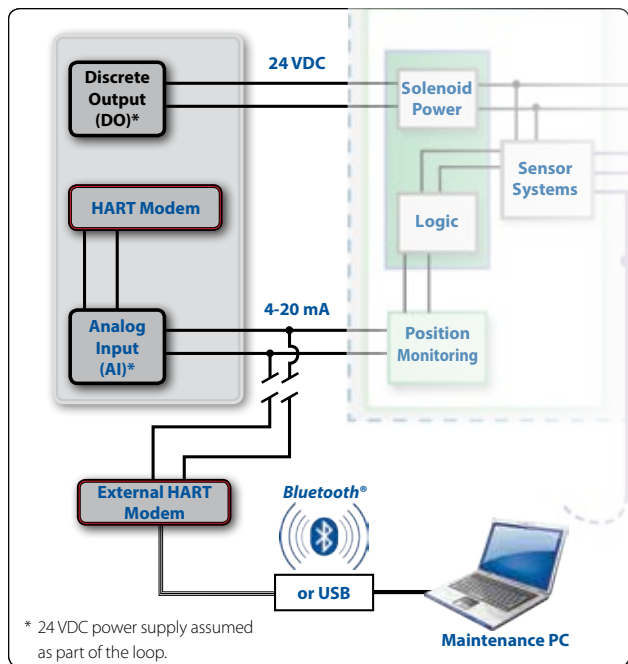 24 VDC
Discrete
Output
(DO)*
Solenoid
Power
Sensor
Systems
HART Modem
Logic
4-20 mA
Analog
Input
(AI)*
Position
Monitoring
External HART
Modem
Bluetooth®
or USB
Maintenance PC
* 24 VDC power supply assumed
as part of the loop.